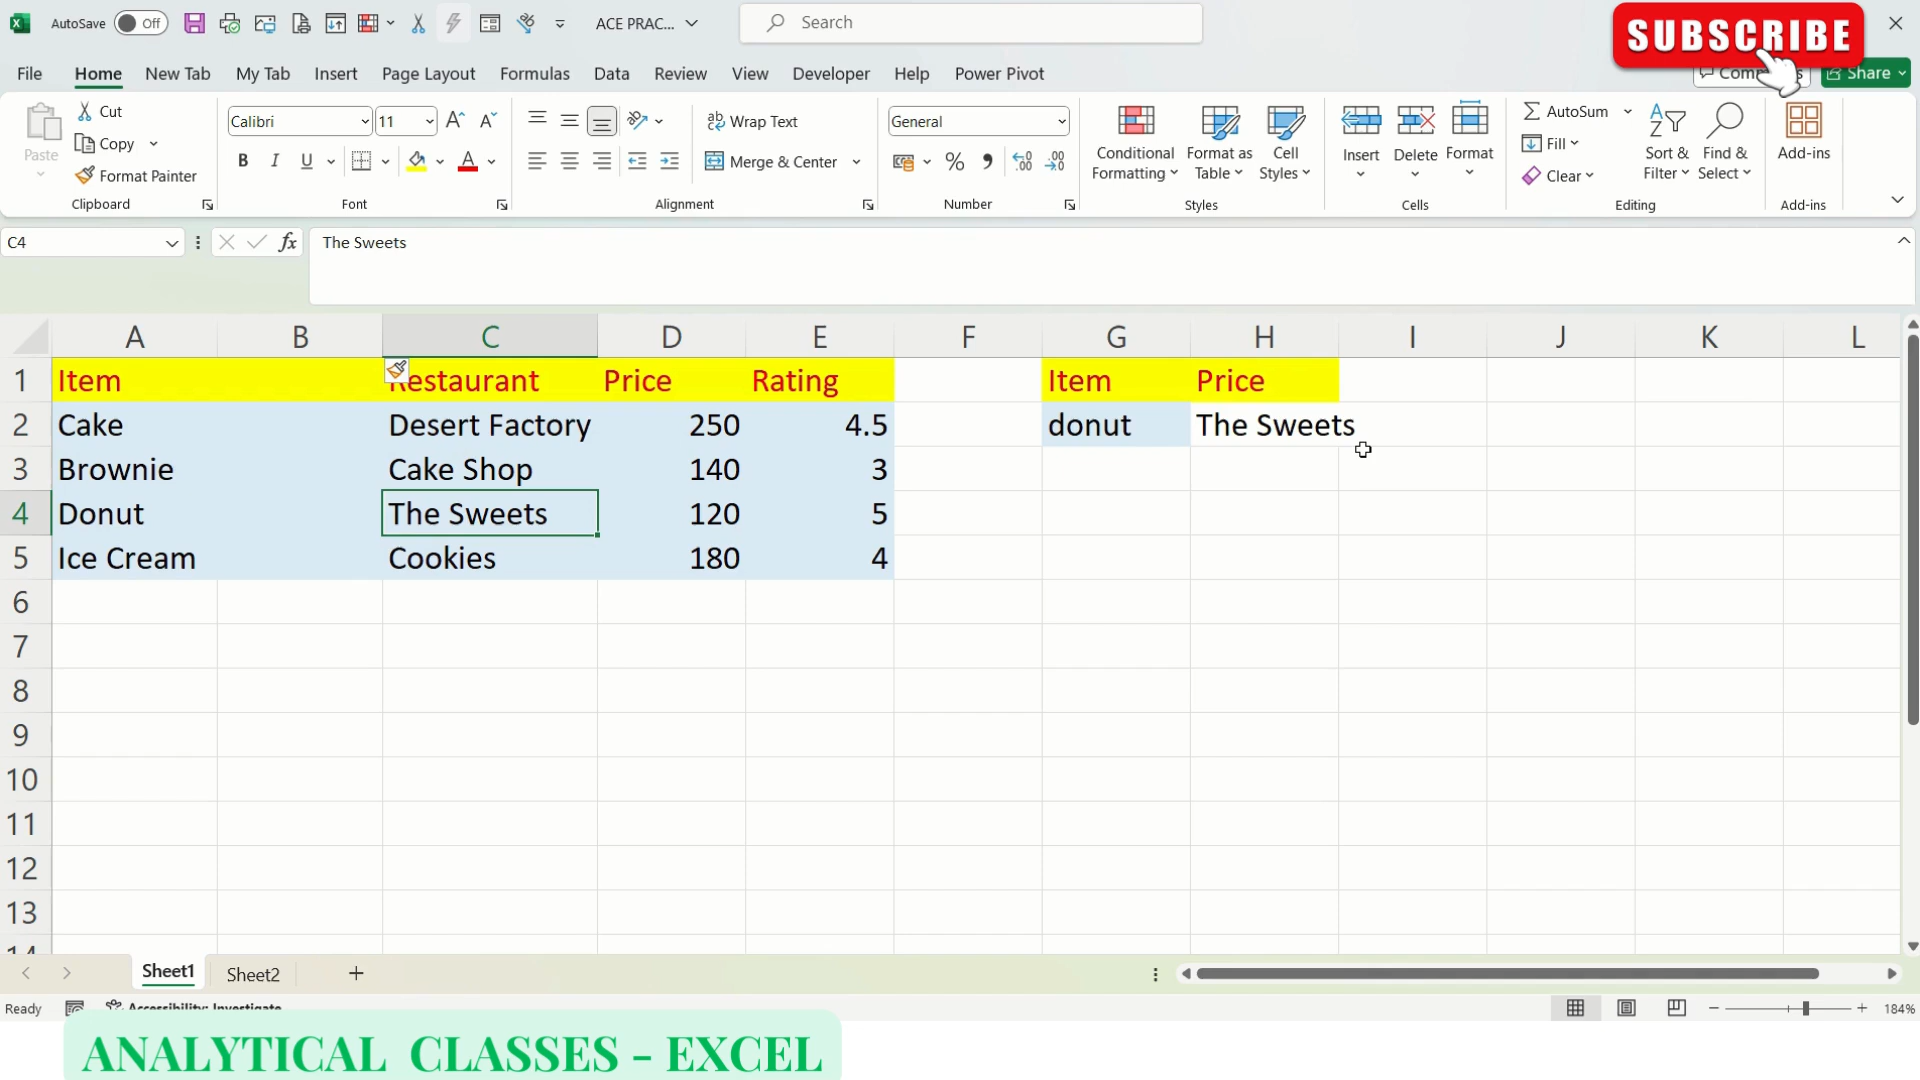 AutoSave Off ACE PRAC... Search SUBSCRIBE
File Home New Tab My Tab Insert Page Layout Formulas Data Review View Developer Help Power Pivot Share
Paste
Cut
Copy
Format Painter
Clipboard
Calibri 11
B I U A
Font
ab Wrap Text
Merge & Center
Alignment
General
%
Number
Conditional Formatting
Format as Table
Cell Styles
Styles
Insert Delete Format
Cells
AutoSum
Fill
Clear
Sort & Filter
Find & Select
Editing
Add-ins
Add-ins
C4 fx The Sweets
A B C D E F G H I J K L
1 Item Restaurant Price Rating Item Price
2 Cake Desert Factory 250 4.5 donut The Sweets
3 Brownie Cake Shop 140 3
4 Donut The Sweets 120 5
5 Ice Cream Cookies 180 4
6
7
8
9
10
11
12
13
14
Sheet1 Sheet2
Ready Accessibility: Investigate 184%
ANALYTICAL CLASSES - EXCEL